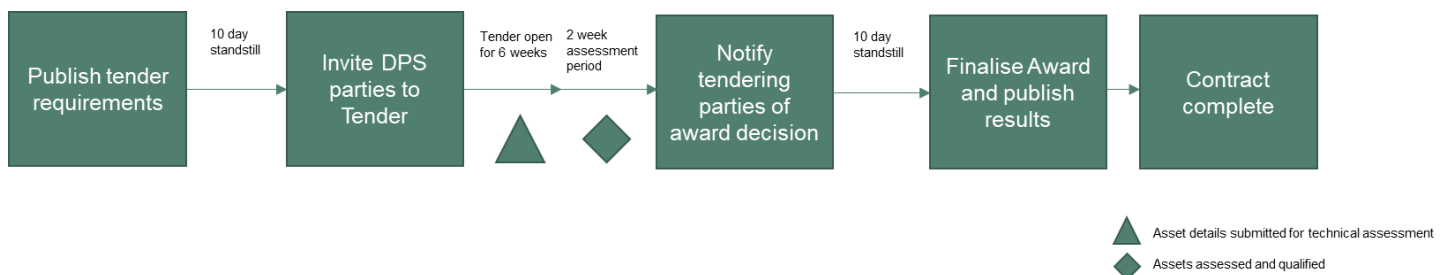 Publish tender
requirements
10 day
standstill
Invite DPS
parties to
Tender
Tender open
for 6 weeks
2 week
assessment
period
Notify
tendering
parties of
award decision
10 day
standstill
Finalise Award
and publish
results
Contract
complete
Asset details submitted for technical assessment
Assets assessed and qualified